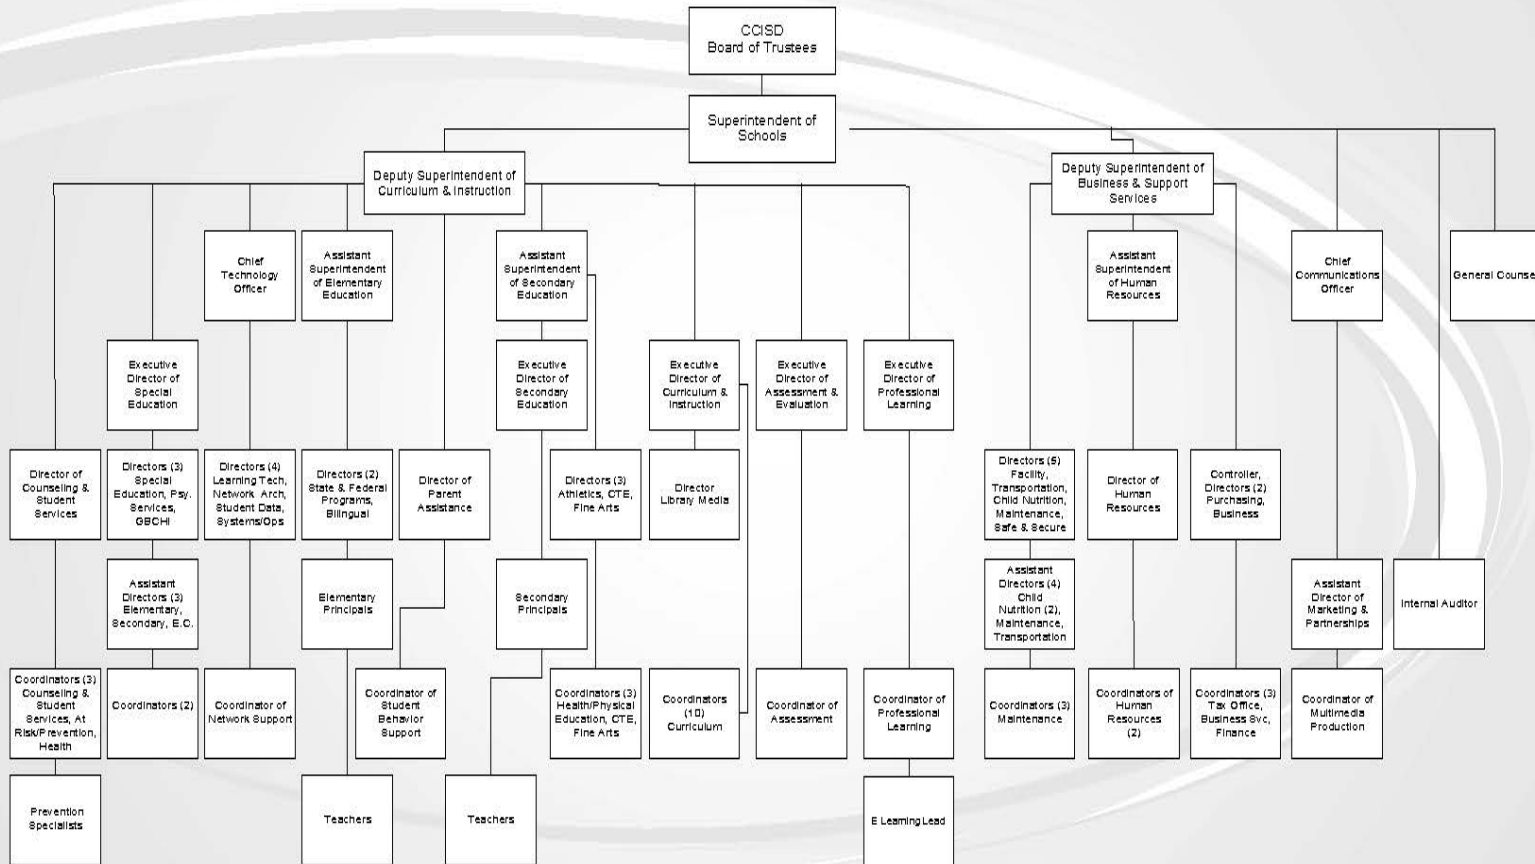 CCISD
Board of Trustees
Superintendent of
Schools
Deputy Superintendent of
Curriculum & Instruction
Deputy Superintendent of
Business & Support
Services
Chief
Technology
Officer
Assistant
Superintendent
of Elementary
Education
Assistant
Superintendent
of Secondary
Education
Assistant
Superintendent
of Human
Resources
Chief
Communications
Officer
General Counse
Executive
Director of
Special
Education
Executive
Director of
Secondary
Education
Executive
Director of
Curriculum &
Instruction
Executive
Director of
Assessment &
Evaluation
Executive
Director of
Professional
Learning
Director of
Counseling &
Student
Services
Directors (3)
Special
Education, Psy.
Services,
GBCHI
Directors (4)
Learning Tech,
Network Arch,
Student Data,
Systems/Ops
Directors (2)
State & Federal
Programs,
Bilingual
Director of
Parent
Assistance
Directors (3)
Athletics, CTE,
Fine Arts
Director
Library Media
Directors (5)
Facility,
Transportation,
Child Nutrition,
Maintenance,
Safe & Secure
Director of
Human
Resources
Controller,
Directors (2)
Purchasing,
Business
Assistant
Directors (3)
Elementary,
Secondary, E.C.
Elementary
Principals
Secondary
Principals
Assistant
Directors (4)
Child
Nutrition (2),
Maintenance,
Transportation
Assistant
Director of
Marketing &
Partnerships
Internal Auditor
Coordinators (3)
Counseling &
Student
Services, At
Risk/Prevention,
Health
Coordinators (2)
Coordinator of
Network Support
Coordinator of
Student
Behavior
Support
Coordinators (3)
Health/Physical
Education, CTE,
Fine Arts
Coordinators
(10)
Curriculum
Coordinator of
Assessment
Coordinator of
Professional
Learning
Coordinators (3)
Maintenance
Coordinators of
Human
Resources
(2)
Coordinators (3)
Tax Office,
Business Svc,
Finance
Coordinator of
Multimedia
Production
Prevention
Specialists
Teachers
Teachers
E Learning Lead